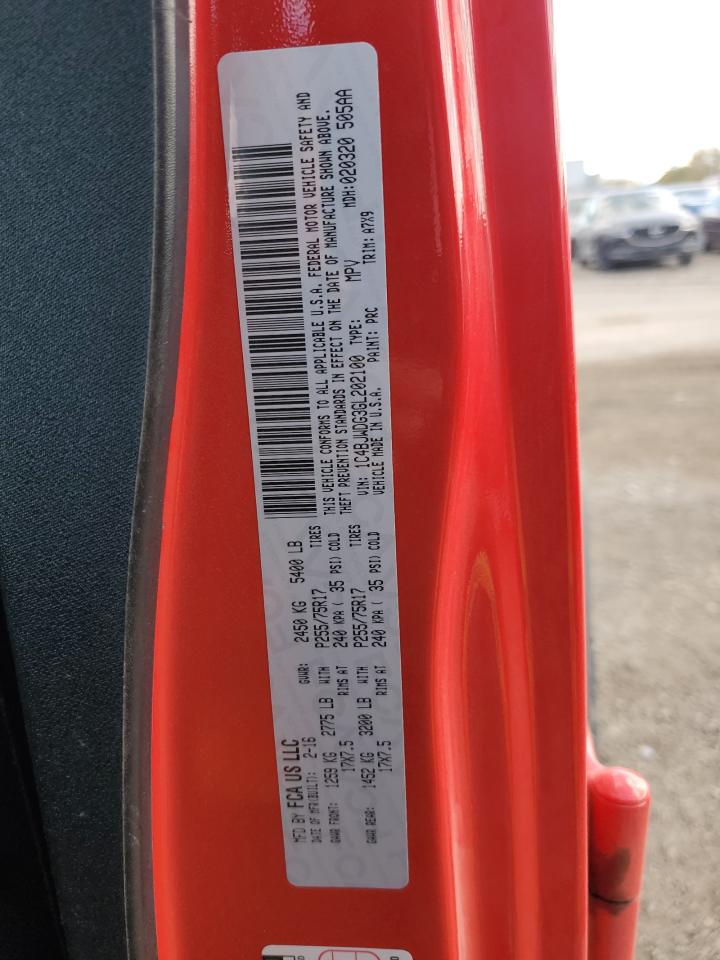 MFD BY FCA US LLC
DATE OF MFR(BUILT): 2-16 GVWR: 2450 KG 5400 LB
GAWR FRONT: 1259 KG 2775 LB WITH P255/75R17 TIRES
17X7.5 RIMS AT 240 KPA ( 35 PSI) COLD
GAWR REAR: 1452 KG 3200 LB WITH P255/75R17 TIRES
17X7.5 RIMS AT 240 KPA ( 35 PSI) COLD
THIS VEHICLE CONFORMS TO ALL APPLICABLE U.S.A. FEDERAL MOTOR VEHICLE SAFETY AND
THEFT PREVENTION STANDARDS IN EFFECT ON THE DATE OF MANUFACTURE SHOWN ABOVE.
VIN: 1C4BJWDG3GL202100 TYPE: MPV MDH:020320 505AA
VEHICLE MADE IN U.S.A. PAINT: PRC TRIM: A7X9